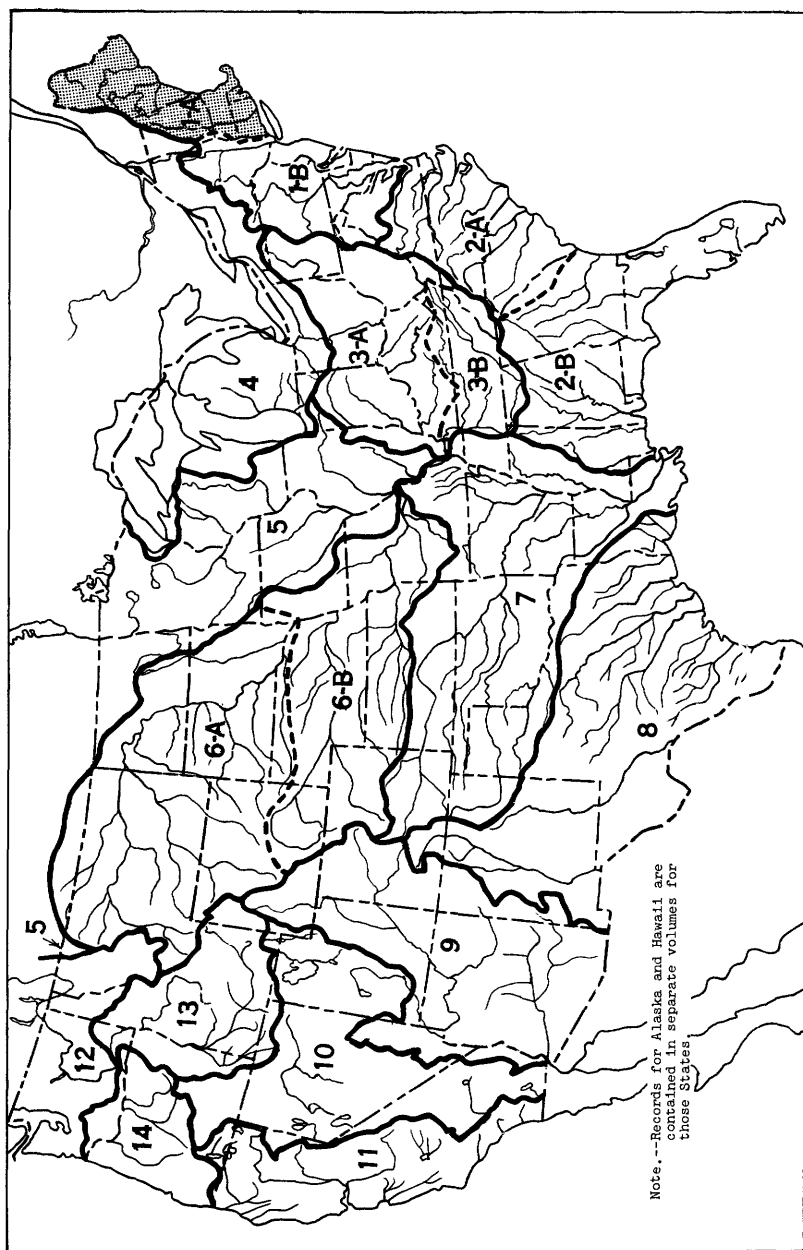 1-A
1-B
2-A
2-B
3-A
3-B
4
5
5
6-A
6-B
7
8
9
10
11
12
13
14
Note.--Records for Alaska and Hawaii are
contained in separate volumes for
those States.